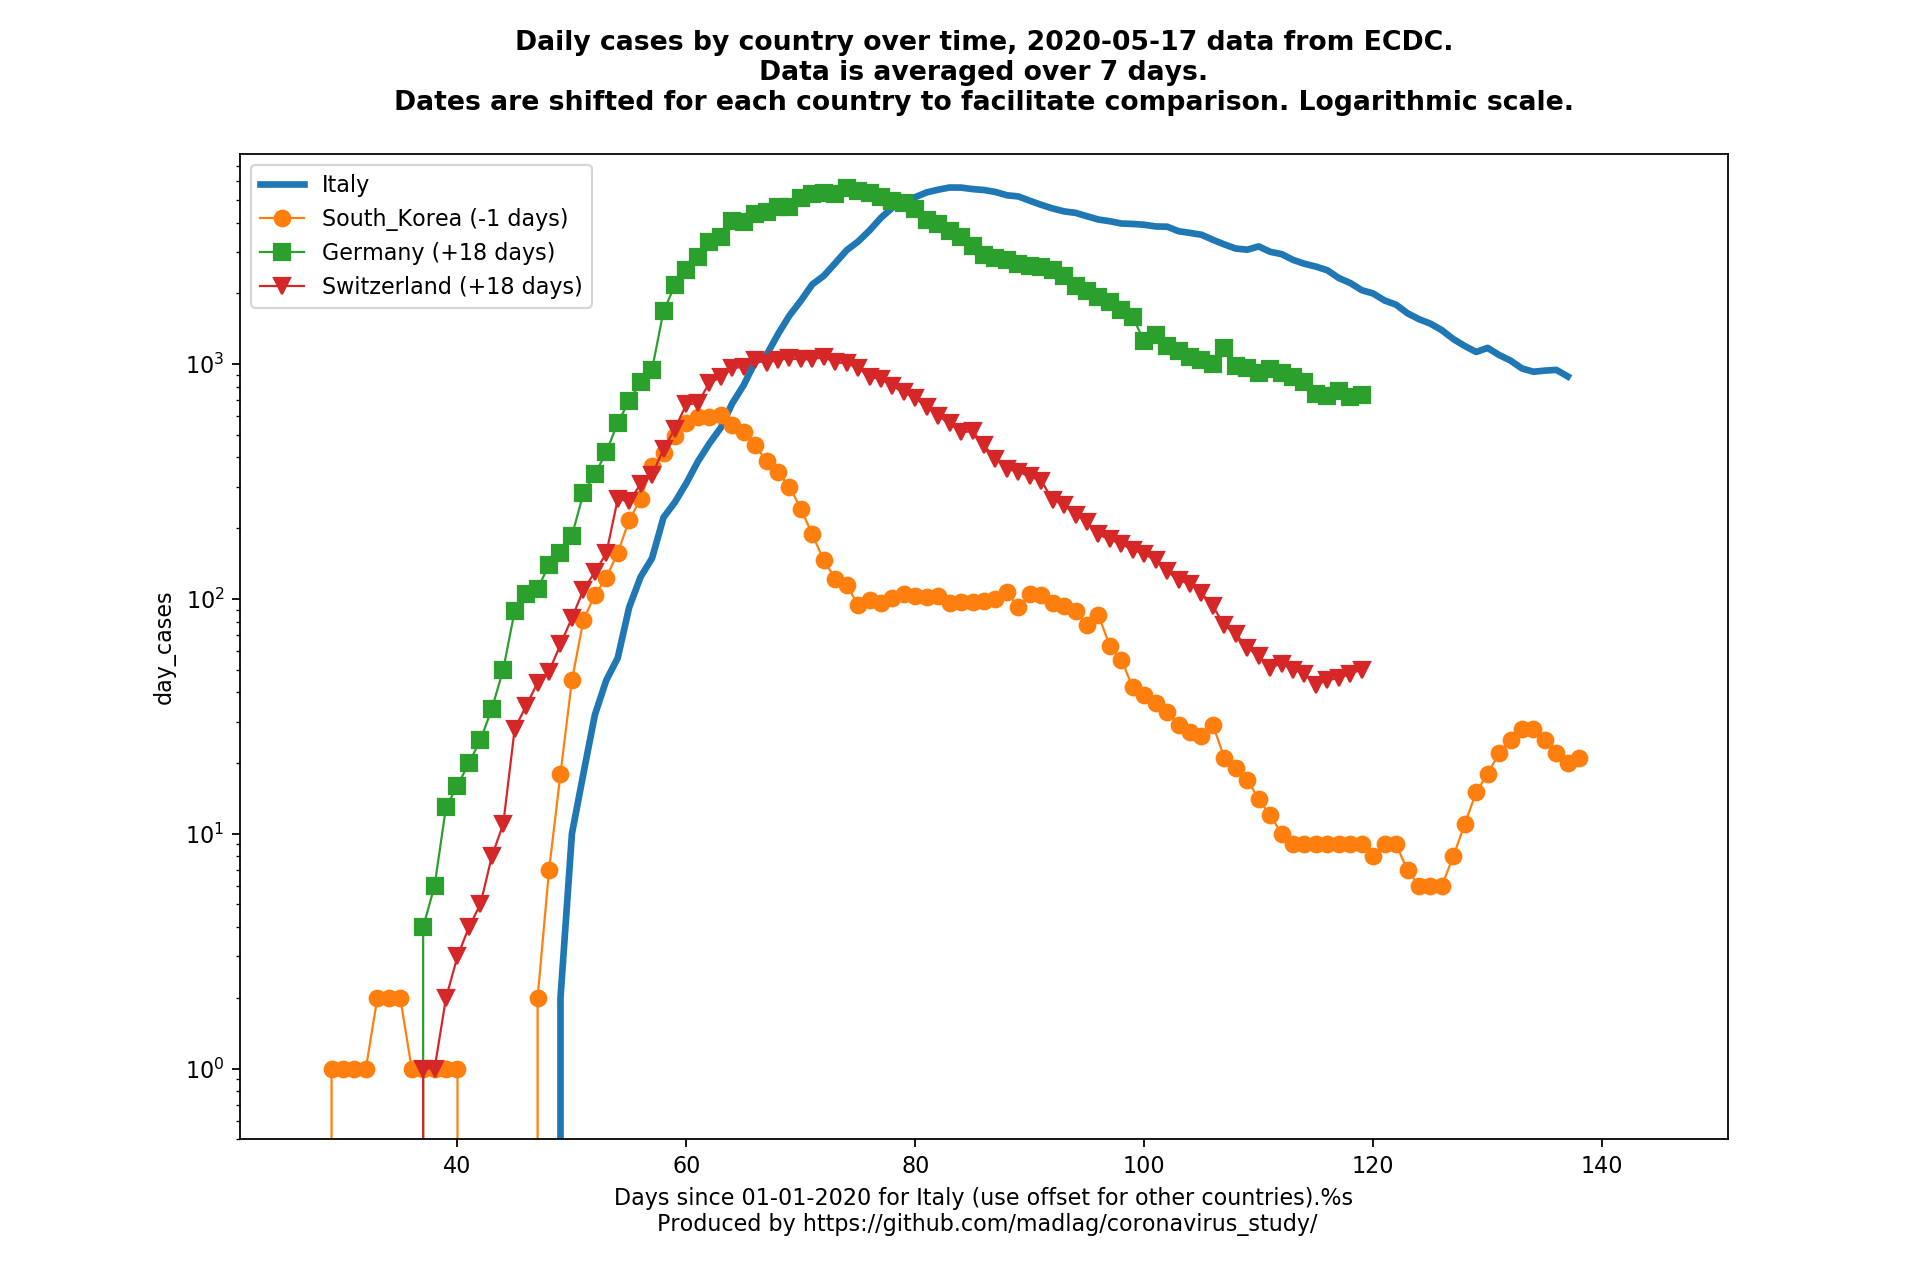 Daily cases by country over time, 2020-05-17 data from ECDC.
Data is averaged over 7 days.
Dates are shifted for each country to facilitate comparison. Logarithmic scale.
Italy
South_Korea (-1 days)
Germany (+18 days)
Switzerland (+18 days)
day_cases
10³
10²
10¹
10⁰
40 60 80 100 120 140
Days since 01-01-2020 for Italy (use offset for other countries).%s
Produced by https://github.com/madlag/coronavirus_study/